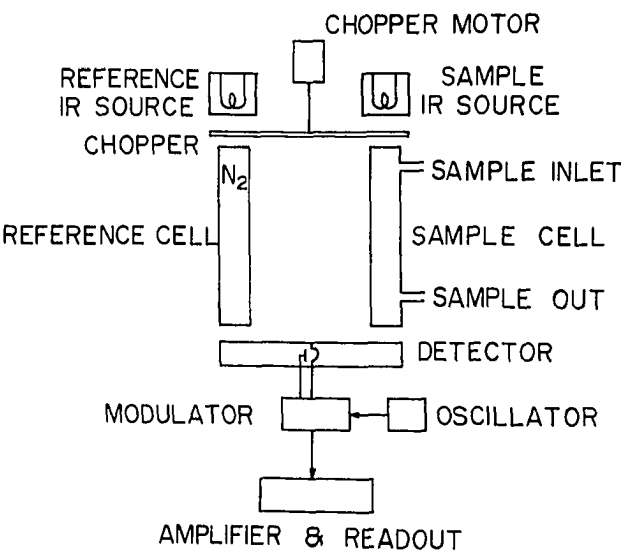 CHOPPER MOTOR
REFERENCE
IR SOURCE
SAMPLE
IR SOURCE
CHOPPER
N2
SAMPLE INLET
REFERENCE CELL
SAMPLE CELL
SAMPLE OUT
DETECTOR
MODULATOR
OSCILLATOR
AMPLIFIER & READOUT